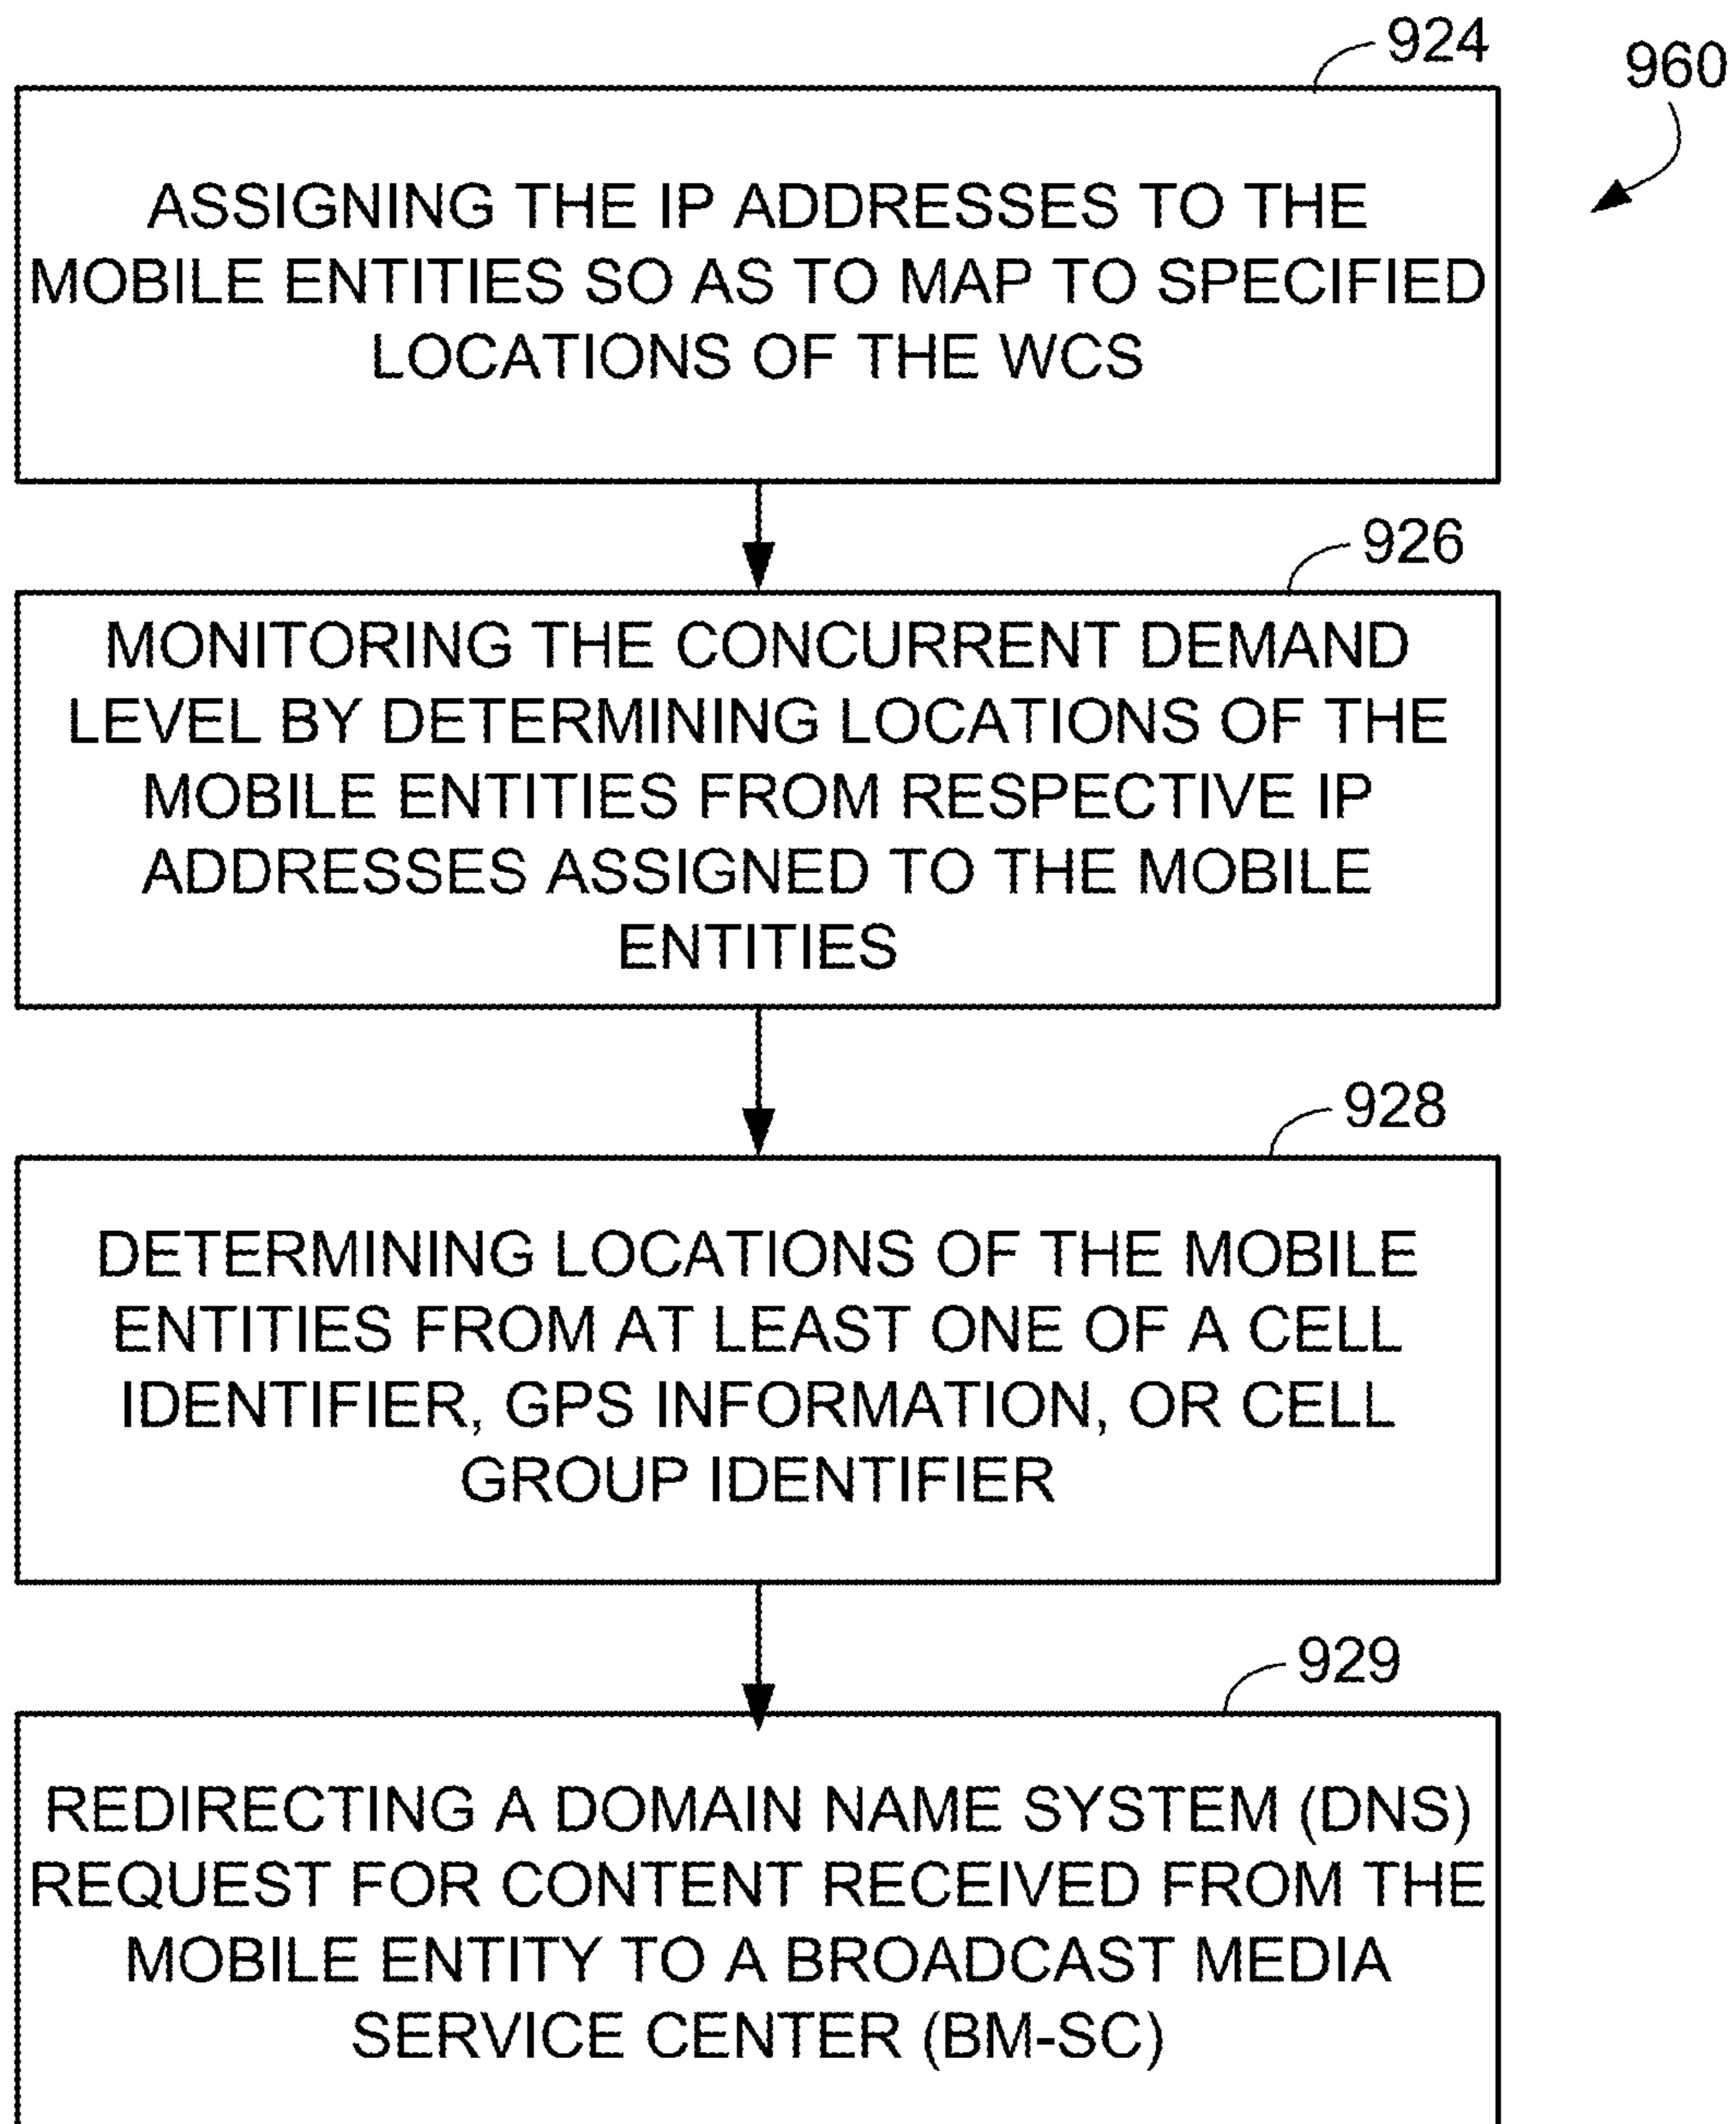 924
960
ASSIGNING THE IP ADDRESSES TO THE
MOBILE ENTITIES SO AS TO MAP TO SPECIFIED
LOCATIONS OF THE WCS
926
MONITORING THE CONCURRENT DEMAND
LEVEL BY DETERMINING LOCATIONS OF THE
MOBILE ENTITIES FROM RESPECTIVE IP
ADDRESSES ASSIGNED TO THE MOBILE
ENTITIES
928
DETERMINING LOCATIONS OF THE MOBILE
ENTITIES FROM AT LEAST ONE OF A CELL
IDENTIFIER, GPS INFORMATION, OR CELL
GROUP IDENTIFIER
929
REDIRECTING A DOMAIN NAME SYSTEM (DNS)
REQUEST FOR CONTENT RECEIVED FROM THE
MOBILE ENTITY TO A BROADCAST MEDIA
SERVICE CENTER (BM-SC)